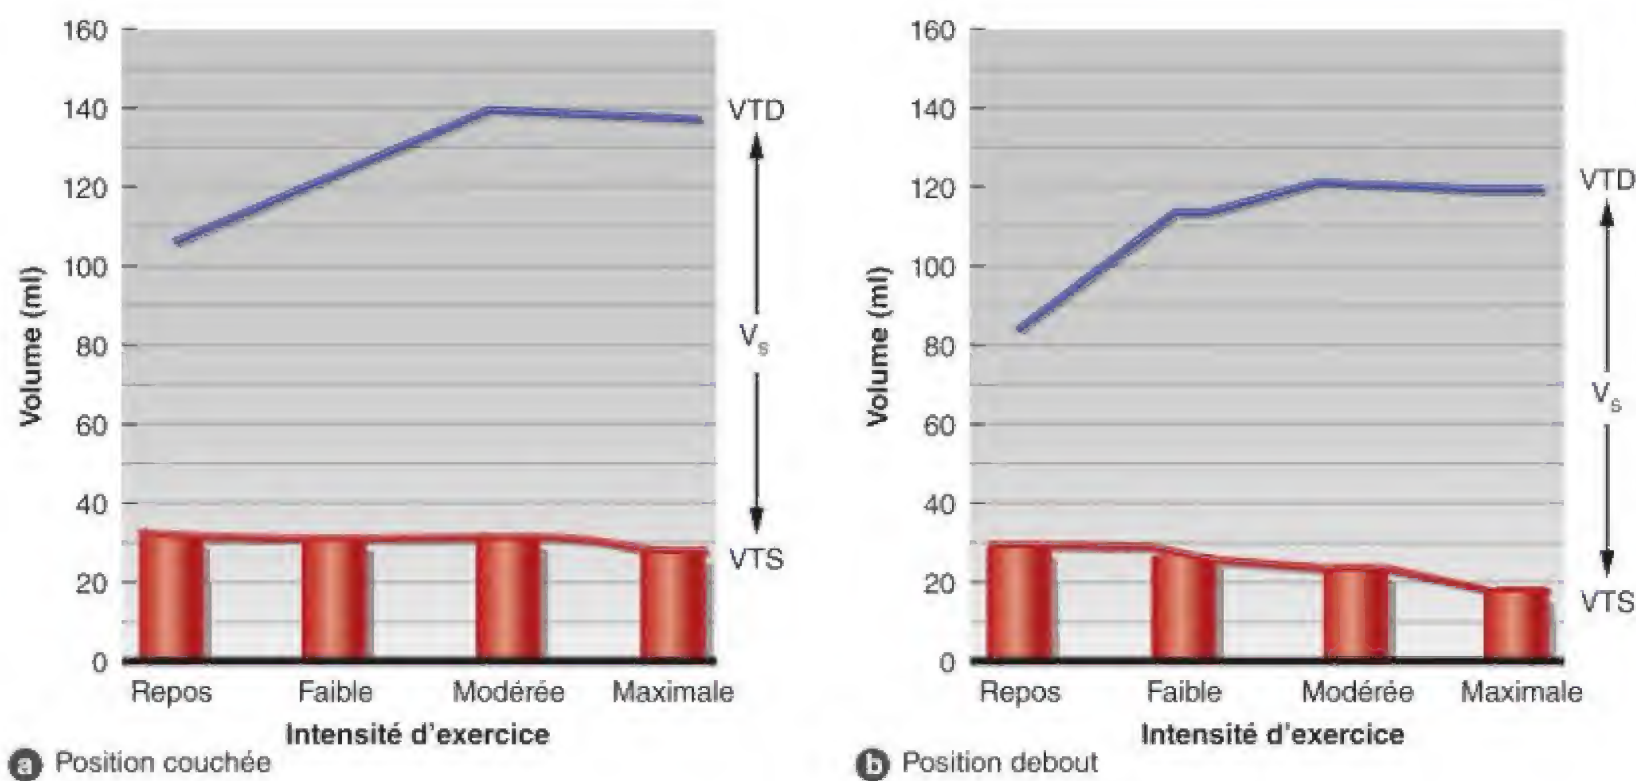 160
140
120
100
80
60
40
20
0
Volume (ml)
VTD
Vs
VTS
Repos Faible Modérée Maximale
Intensité d'exercice
a Position couchée
160
140
120
100
80
60
40
20
0
Volume (ml)
VTD
Vs
VTS
Repos Faible Modérée Maximale
Intensité d'exercice
b Position debout